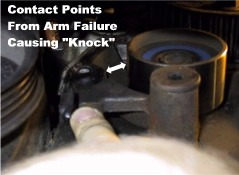 Contact Points
From Arm Failure
Causing "Knock"